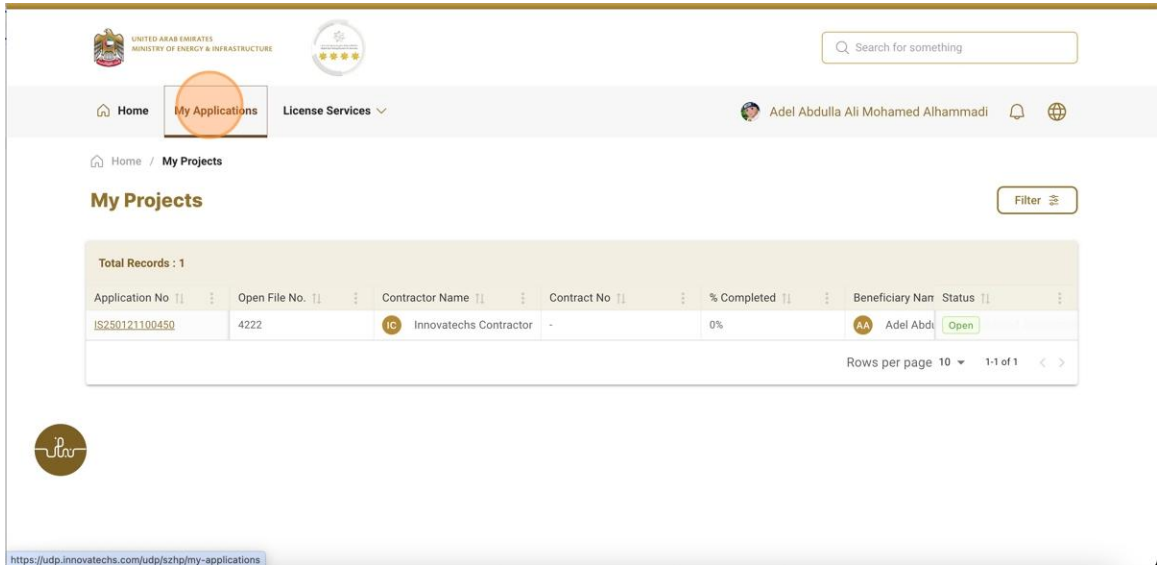 UNITED ARAB EMIRATES
MINISTRY OF ENERGY & INFRASTRUCTURE
Search for something
Home My Applications License Services Adel Abdulla Ali Mohamed Alhammadi
Home / My Projects
My Projects Filter
Total Records : 1
Application No Open File No. Contractor Name Contract No % Completed Beneficiary Nam Status
IS250121100450 4222 IC Innovatechs Contractor - 0% AA Adel Abdu Open
Rows per page 10 1-1 of 1 < >
https://udp.innovatechs.com/udp/szhp/my-applications